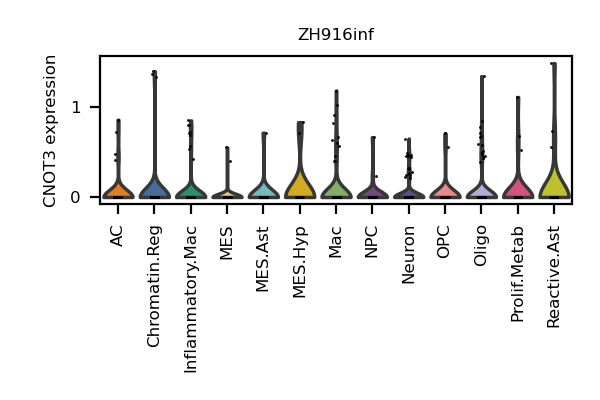 ZH916inf
CNOT3 expression
1
0
AC
Chromatin.Reg
Inflammatory.Mac
MES
MES.Ast
MES.Hyp
Mac
NPC
Neuron
OPC
Oligo
Prolif.Metab
Reactive.Ast